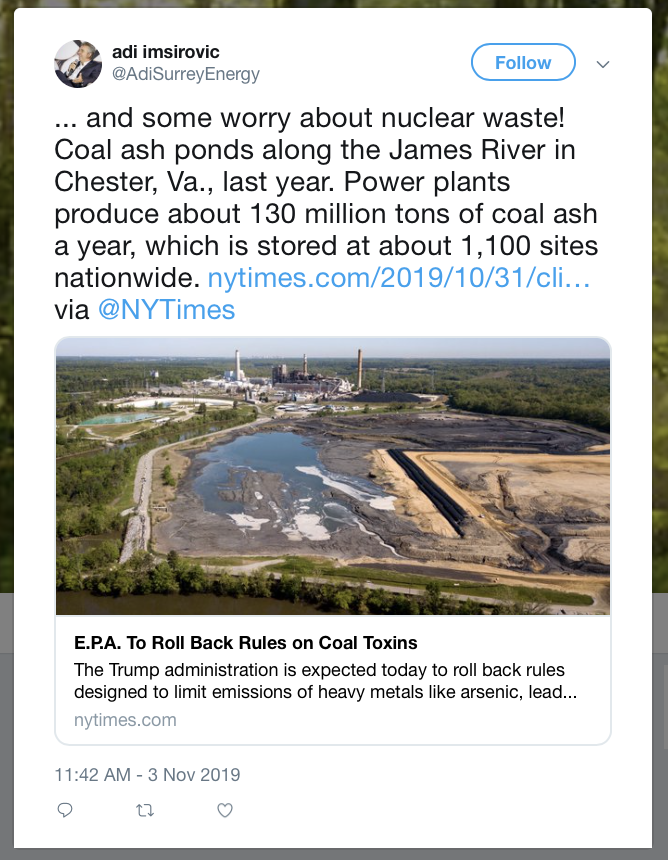 adi imsirovic
@AdiSurreyEnergy
Follow
... and some worry about nuclear waste!
Coal ash ponds along the James River in
Chester, Va., last year. Power plants
produce about 130 million tons of coal ash
a year, which is stored at about 1,100 sites
nationwide. nytimes.com/2019/10/31/cli...
via @NYTimes
E.P.A. To Roll Back Rules on Coal Toxins
The Trump administration is expected today to roll back rules
designed to limit emissions of heavy metals like arsenic, lead...
nytimes.com
11:42 AM - 3 Nov 2019